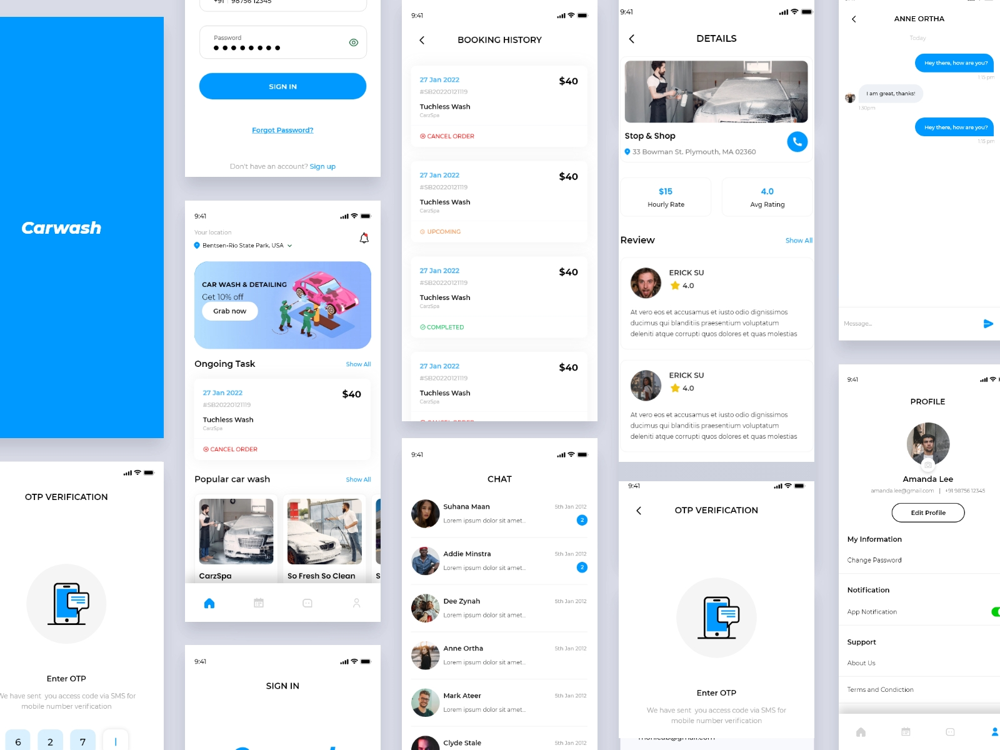 Carwash
OTP VERIFICATION
Enter OTP
We have sent you access code via SMS for
mobile number verification
6 2 7
+91 98756 12345
Password
SIGN IN
Forgot Password?
Don't have an account? Sign up
9:41
Your location
Bentsen-Rio State Park, USA
CAR WASH & DETAILING
Get 10% off
Grab now
Ongoing Task Show All
27 Jan 2022 $40
#SB20220121119
Tuchless Wash
CarzSpa
CANCEL ORDER
Popular car wash Show All
CarzSpa So Fresh So Clean S
9:41
SIGN IN
9:41
BOOKING HISTORY
27 Jan 2022 $40
#SB20220121119
Tuchless Wash
CarzSpa
CANCEL ORDER
27 Jan 2022 $40
#SB20220121119
Tuchless Wash
CarzSpa
UPCOMING
27 Jan 2022 $40
#SB20220121119
Tuchless Wash
CarzSpa
COMPLETED
27 Jan 2022 $40
#SB20220121119
Tuchless Wash
CarzSpa
CANCEL ORDER
9:41
CHAT
Suhana Maan 5th Jan 2012
Lorem ipsum dolor sit amet... 2
Addie Minstra 5th Jan 2012
Lorem ipsum dolor sit amet... 2
Dee Zynah 5th Jan 2012
Lorem ipsum dolor sit amet...
Anne Ortha 5th Jan 2012
Lorem ipsum dolor sit amet...
Mark Ateer 5th Jan 2012
Lorem ipsum dolor sit amet...
Clyde Stale 5th Jan 2012
9:41
DETAILS
Stop & Shop
33 Bowman St. Plymouth, MA 02360
$15 4.0
Hourly Rate Avg Rating
Review Show All
ERICK SU
4.0
At vero eos et accusamus et iusto odio dignissimos
ducimus qui blanditiis praesentium voluptatum
deleniti atque corrupti quos dolores et quas molestias
ERICK SU
4.0
At vero eos et accusamus et iusto odio dignissimos
ducimus qui blanditiis praesentium voluptatum
deleniti atque corrupti quos dolores et quas molestias
9:41
OTP VERIFICATION
Enter OTP
We have sent you access code via SMS for
mobile number verification
ANNE ORTHA
Today
Hey there, how are you?
1:15 pm
I am great, thanks!
1:30pm
Hey there, how are you?
1:15 pm
Message...
9:41
PROFILE
Amanda Lee
amanda.lee@gmail.com | +91 98756 12345
Edit Profile
My Information
Change Password
Notification
App Notification
Support
About Us
Terms and Condiction